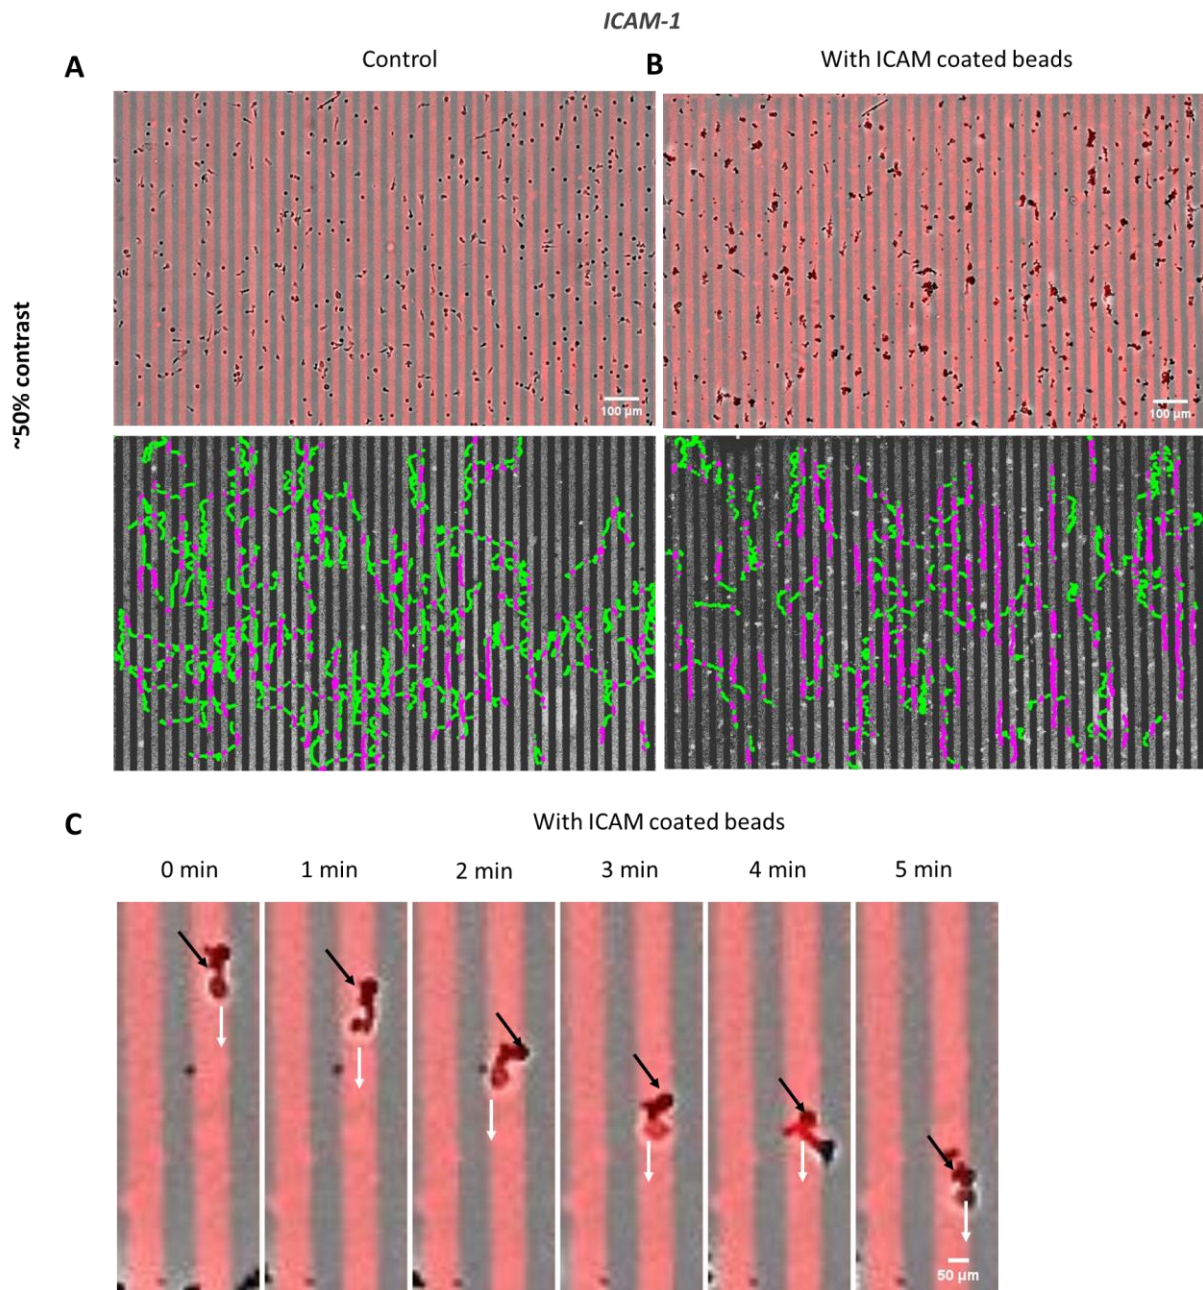 ICAM-1
A
Control
B
With ICAM coated beads
~50% contrast
100 µm
100 µm
C
With ICAM coated beads
0 min
1 min
2 min
3 min
4 min
5 min
50 µm